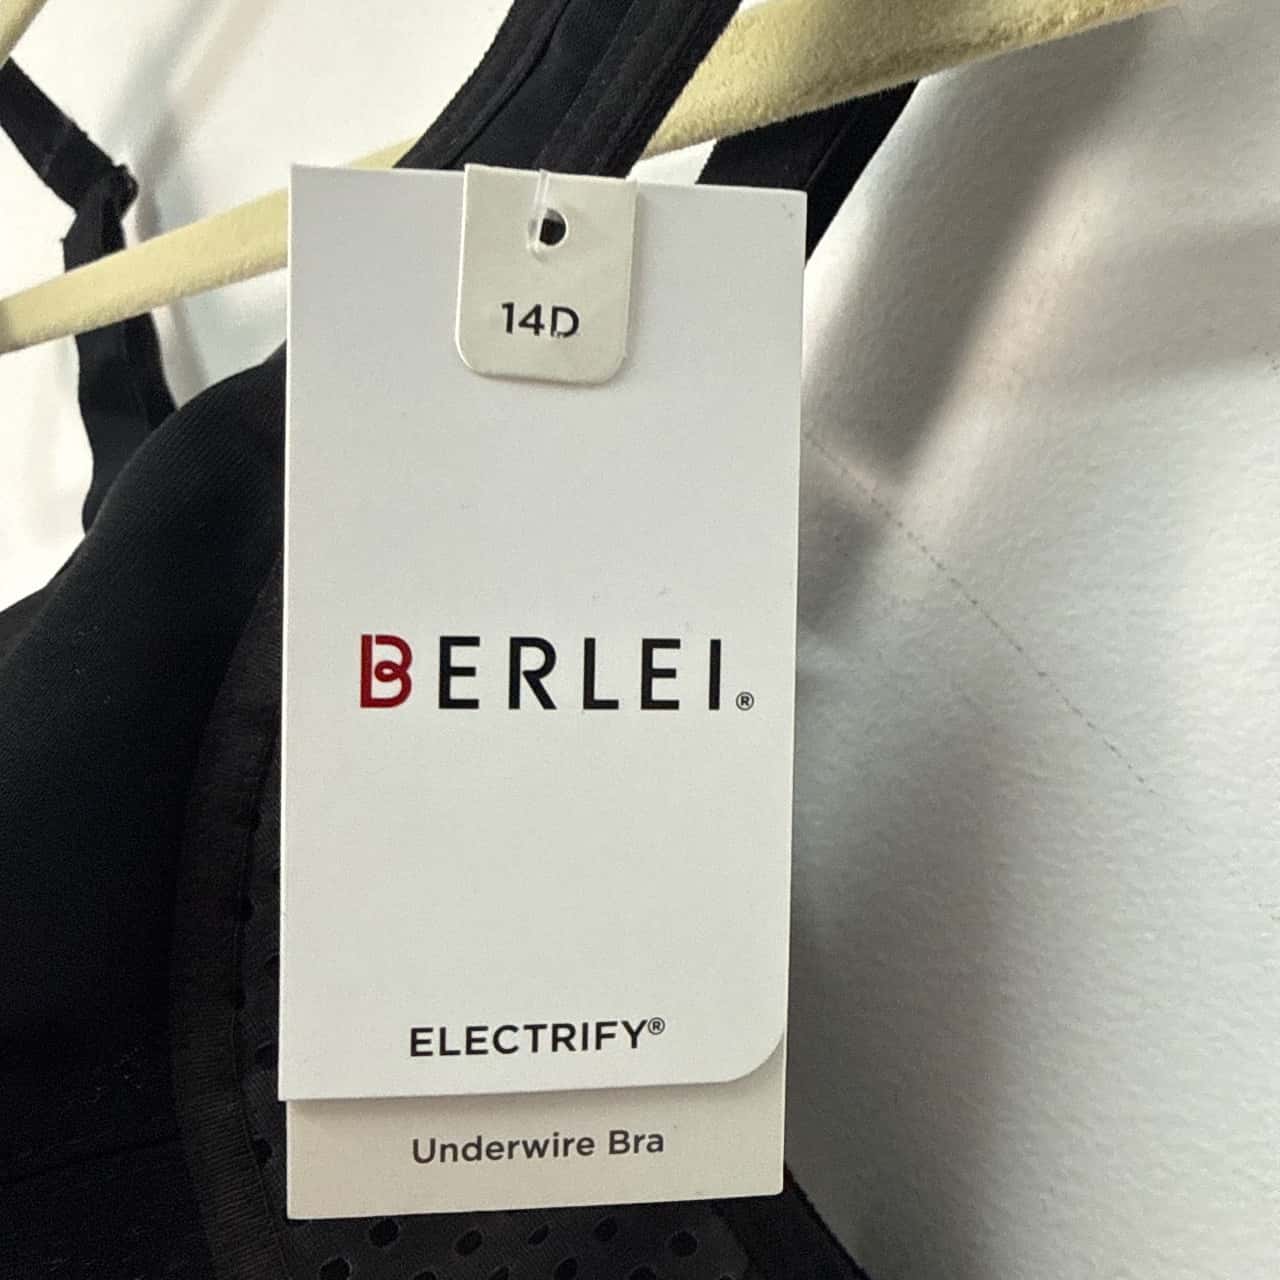 14D
BERLEI®
ELECTRIFY®
Underwire Bra